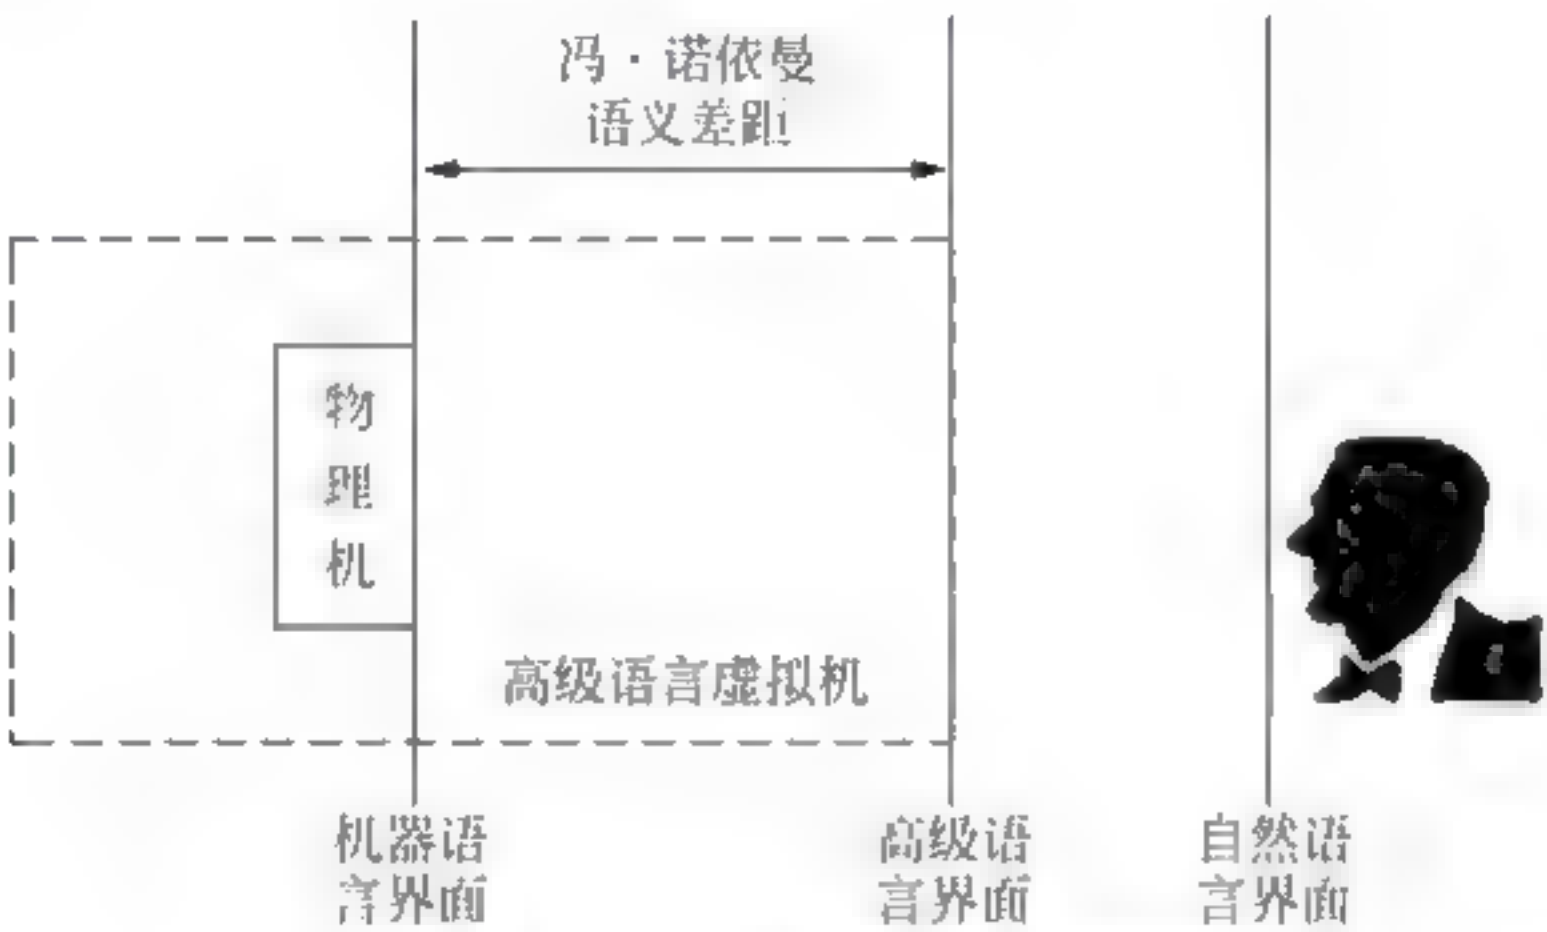 冯·诺依曼
语义差距
物
理
机
高级语言虚拟机
机器语
言界面
高级语
言界面
自然语
言界面